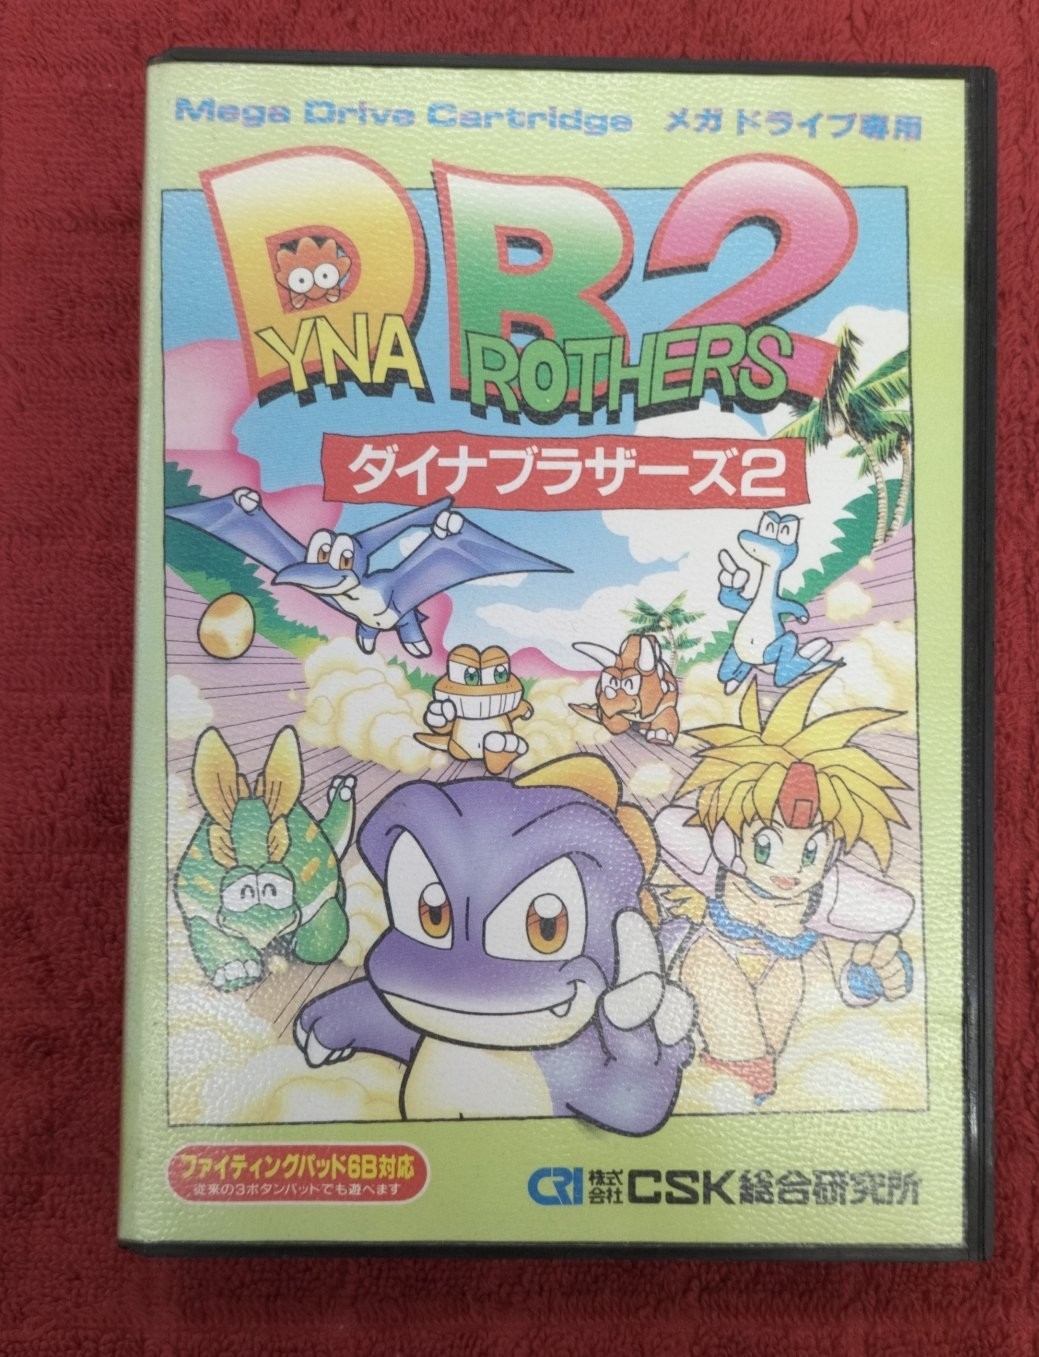 Mega Drive Cartridge メガドライブ専用
DYNA BROTHERS 2
ダイナブラザーズ2
ファイティングパッド6B対応
従来の3ボタンパッドでも遊べます
CRI 株式会社 CSK総合研究所